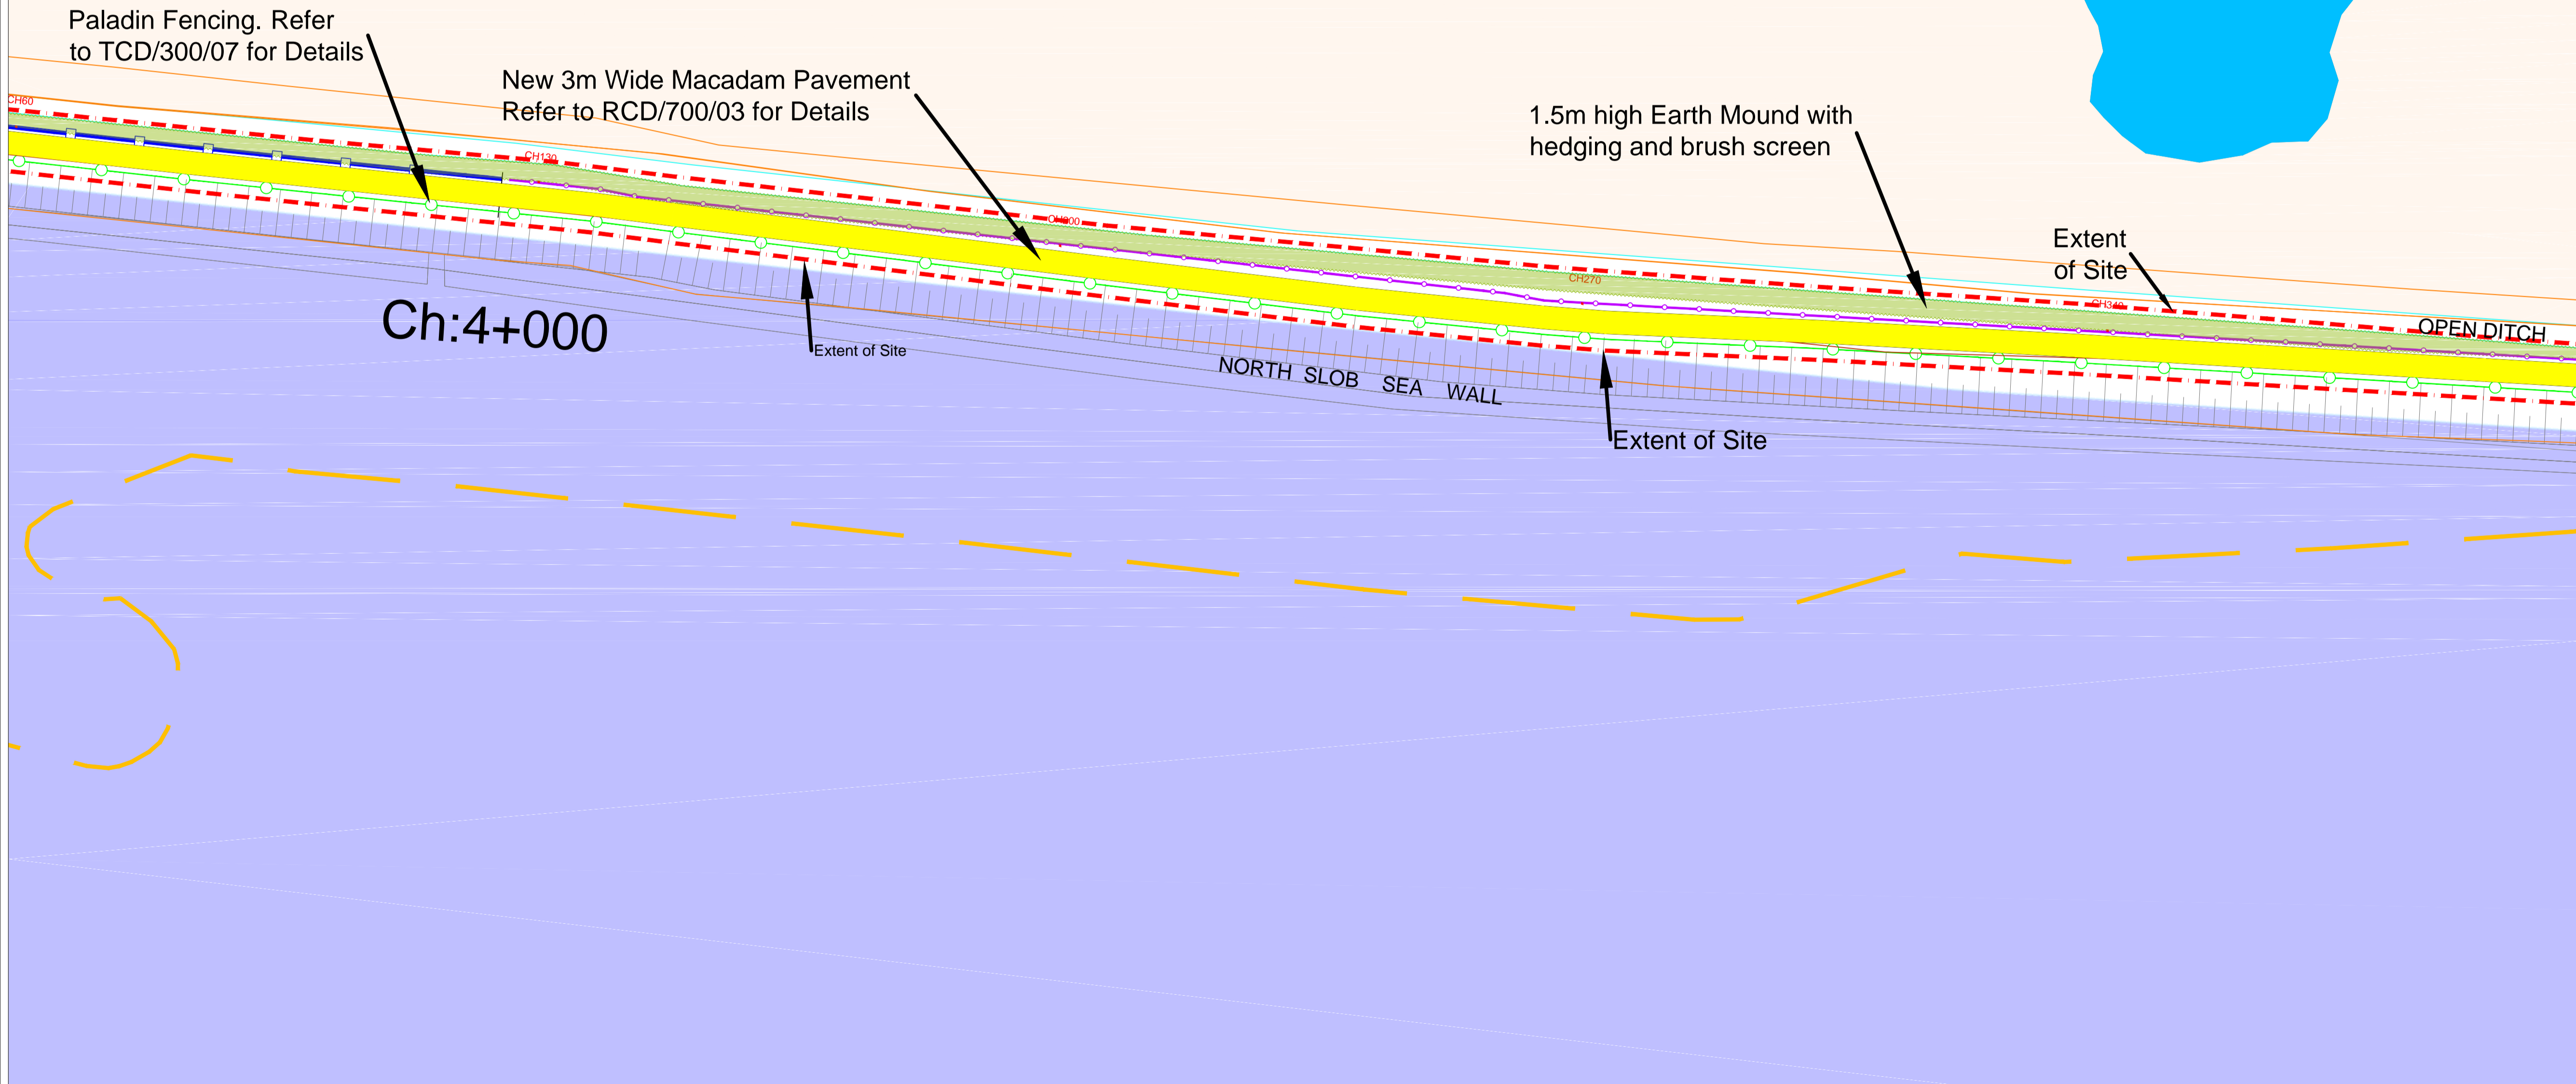 Paladin Fencing. Refer
to TCD/300/07 for Details
New 3m Wide Macadam Pavement
Refer to RCD/700/03 for Details
1.5m high Earth Mound with
hedging and brush screen
Extent
of Site
CH60
CH130
CH200
CH270
CH340
OPEN DITCH
Ch:4+000
Extent of Site
NORTH SLOB SEA WALL
Extent of Site